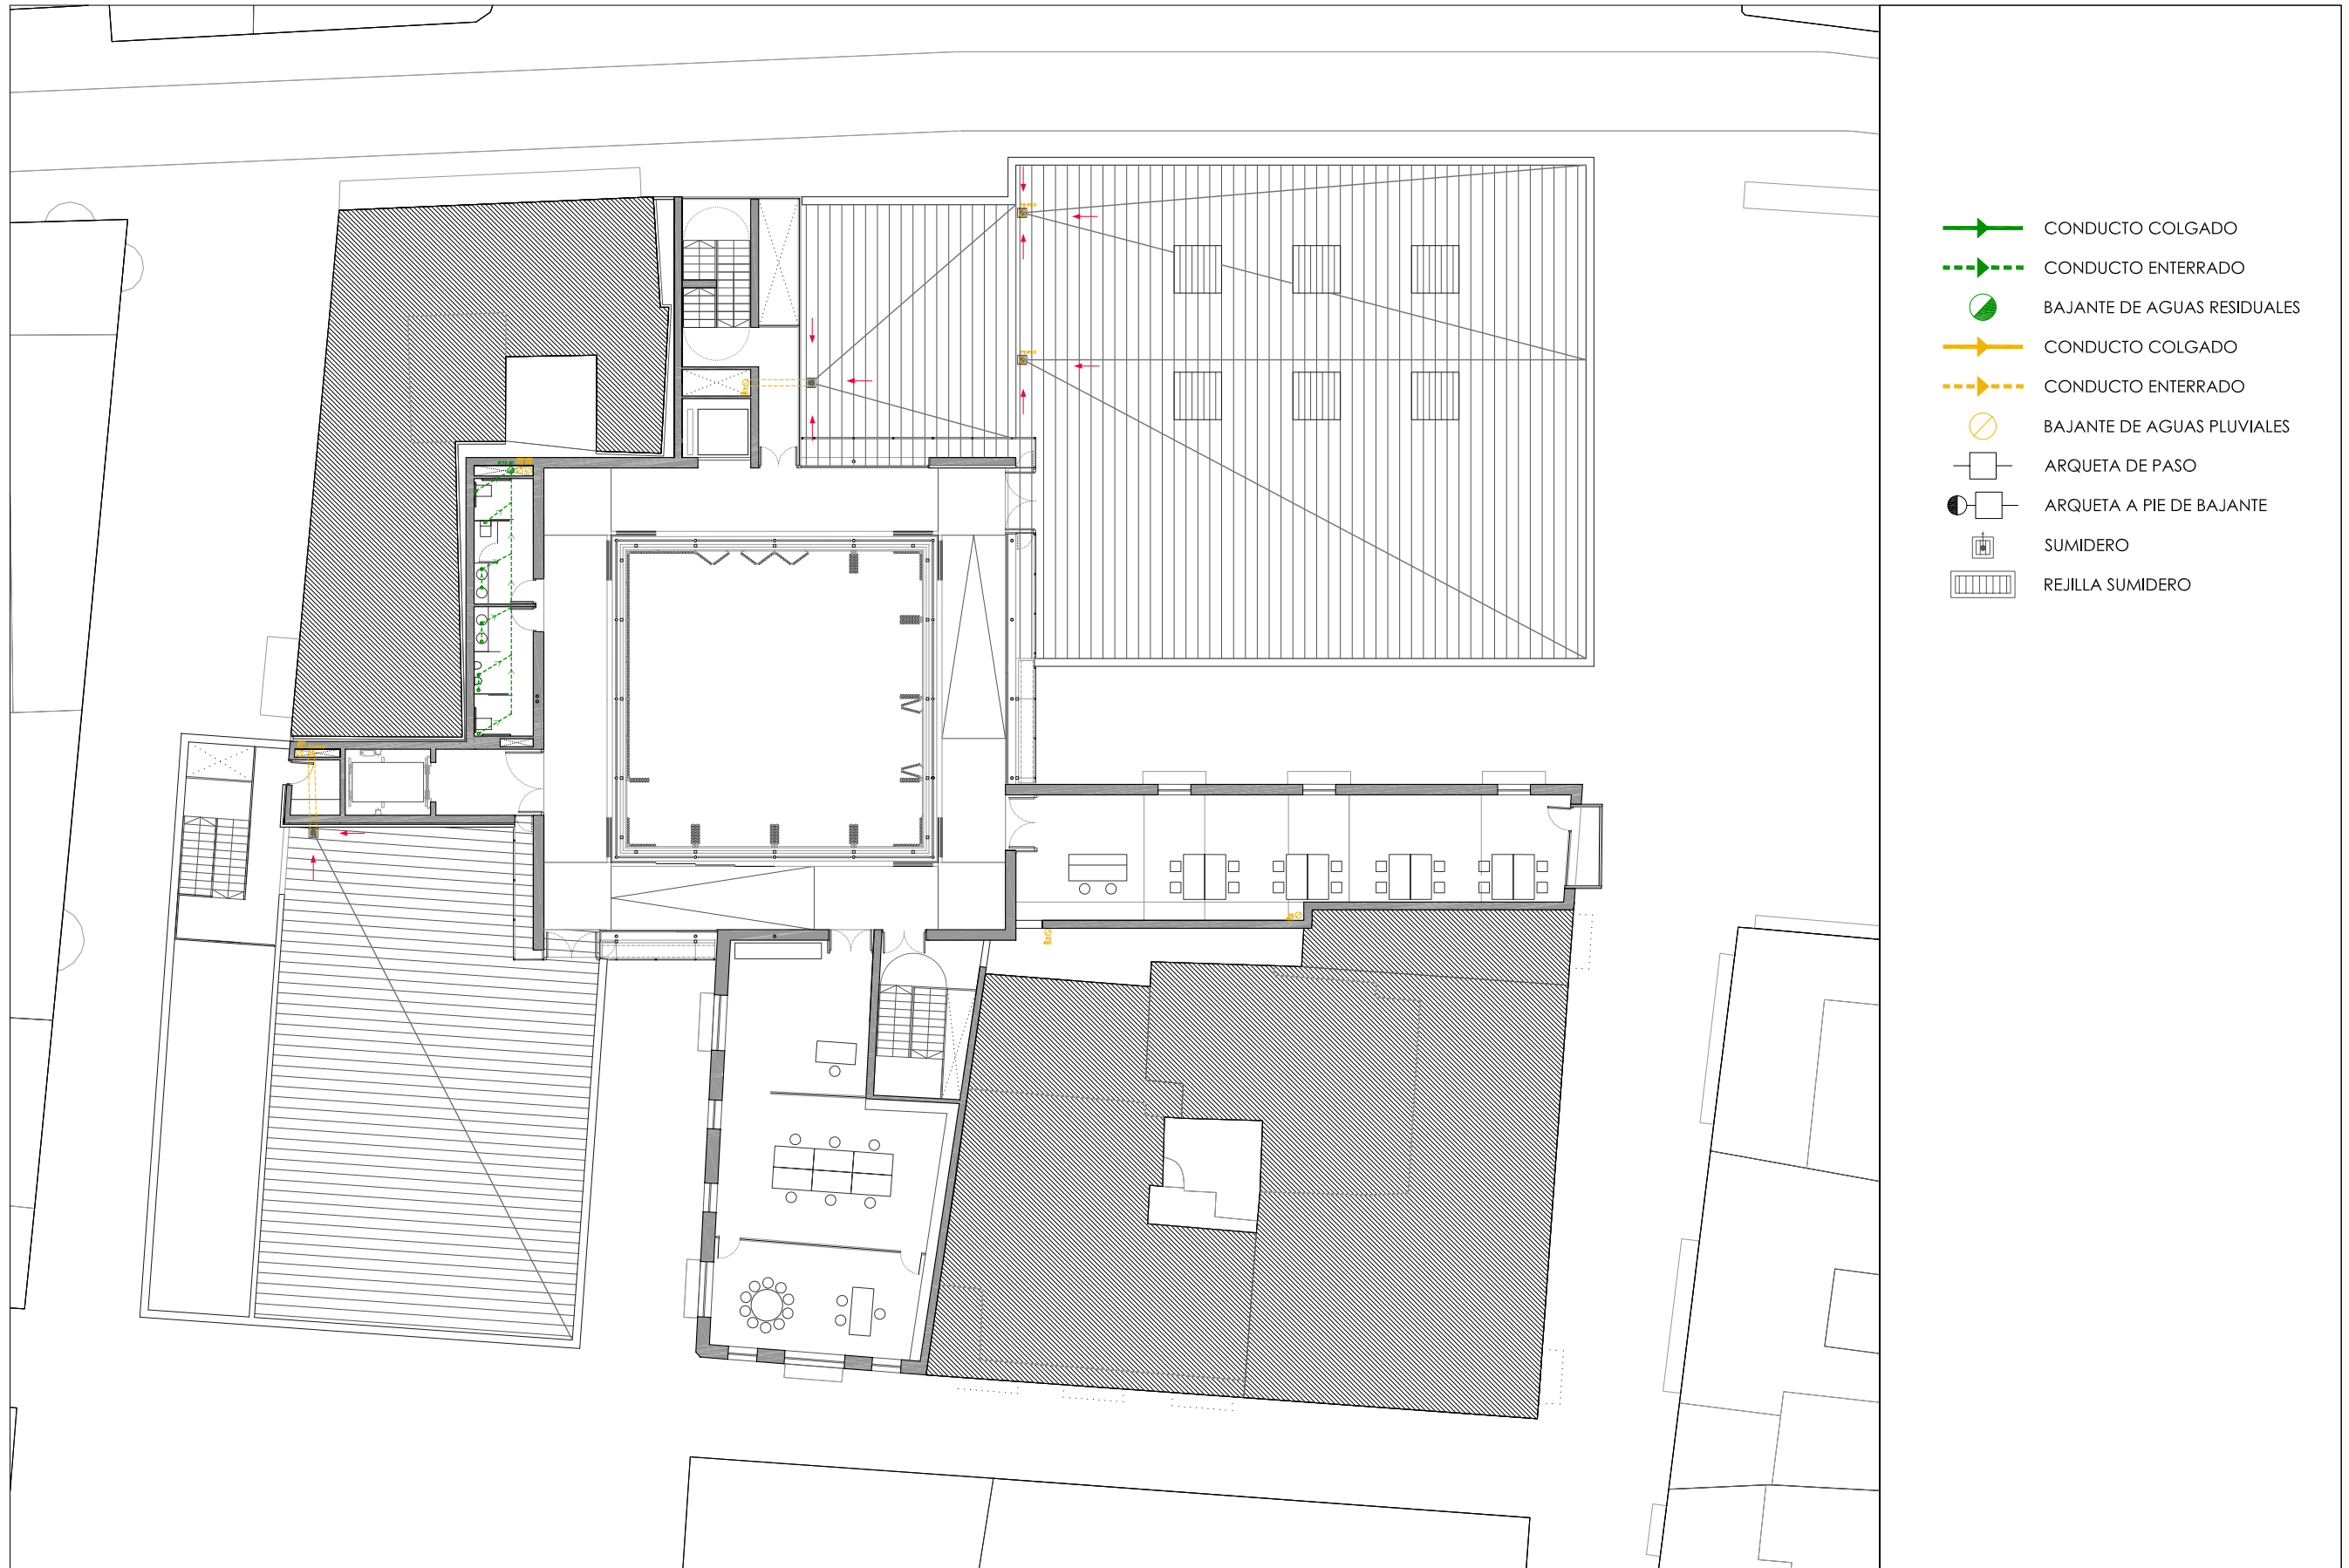 CONDUCTO COLGADO
CONDUCTO ENTERRADO
BAJANTE DE AGUAS RESIDUALES
CONDUCTO COLGADO
CONDUCTO ENTERRADO
BAJANTE DE AGUAS PLUVIALES
ARQUETA DE PASO
ARQUETA A PIE DE BAJANTE
SUMIDERO
REJILLA SUMIDERO